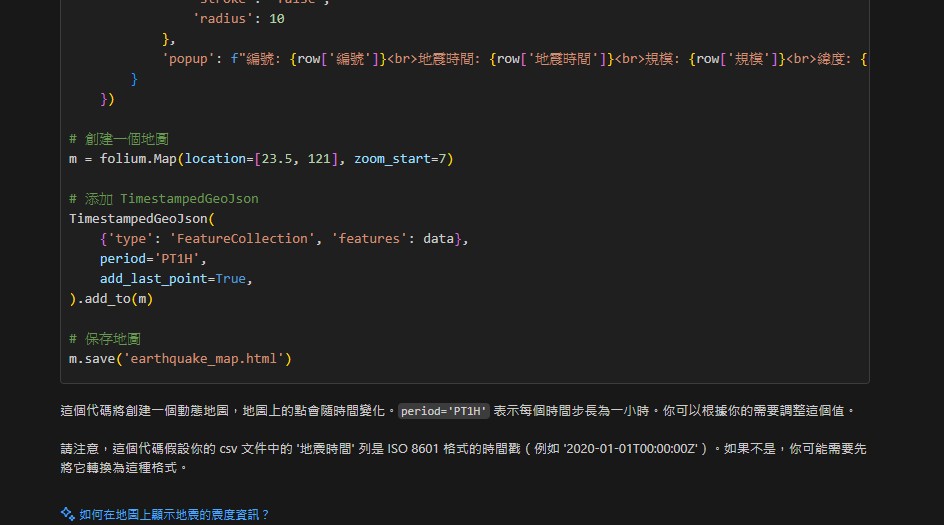 'stroke': 'false',
'radius': 10
},
'popup': f"編號: {row['編號']}<br>地震時間: {row['地震時間']}<br>規模: {row['規模']}<br>緯度: {
}
})
# 創建一個地圖
m = folium.Map(location=[23.5, 121], zoom_start=7)
# 添加 TimestampedGeoJson
TimestampedGeoJson(
{'type': 'FeatureCollection', 'features': data},
period='PT1H',
add_last_point=True,
).add_to(m)
# 保存地圖
m.save('earthquake_map.html')
這個代碼將創建一個動態地圖，地圖上的點會隨時間變化。period='PT1H' 表示每個時間步長為一小時。你可以根據你的需要調整這個值。
請注意，這個代碼假設你的 csv 文件中的 '地震時間' 列是 ISO 8601 格式的時間戳（例如 '2020-01-01T00:00:00Z'）。如果不是，你可能需要先
將它轉換為這種格式。
如何在地圖上顯示地震的震度資訊？